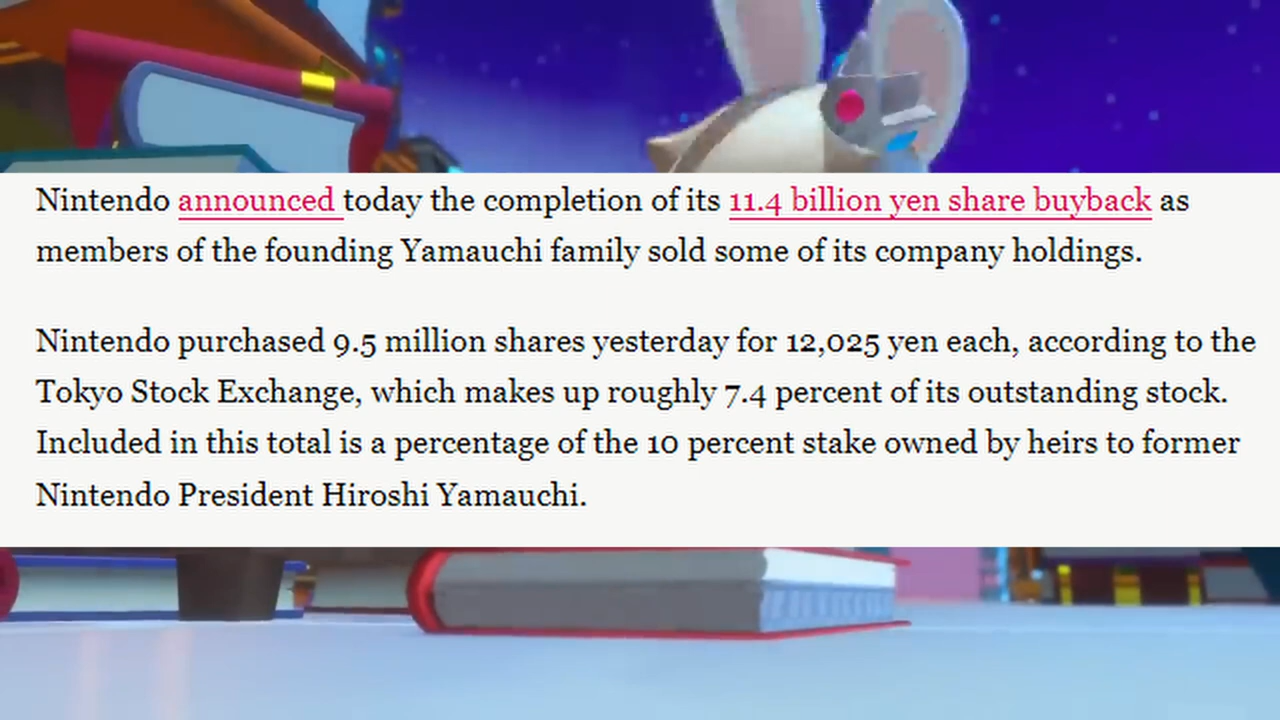 Nintendo announced today the completion of its 11.4 billion yen share buyback as
members of the founding Yamauchi family sold some of its company holdings.
Nintendo purchased 9.5 million shares yesterday for 12,025 yen each, according to the
Tokyo Stock Exchange, which makes up roughly 7.4 percent of its outstanding stock.
Included in this total is a percentage of the 10 percent stake owned by heirs to former
Nintendo President Hiroshi Yamauchi.